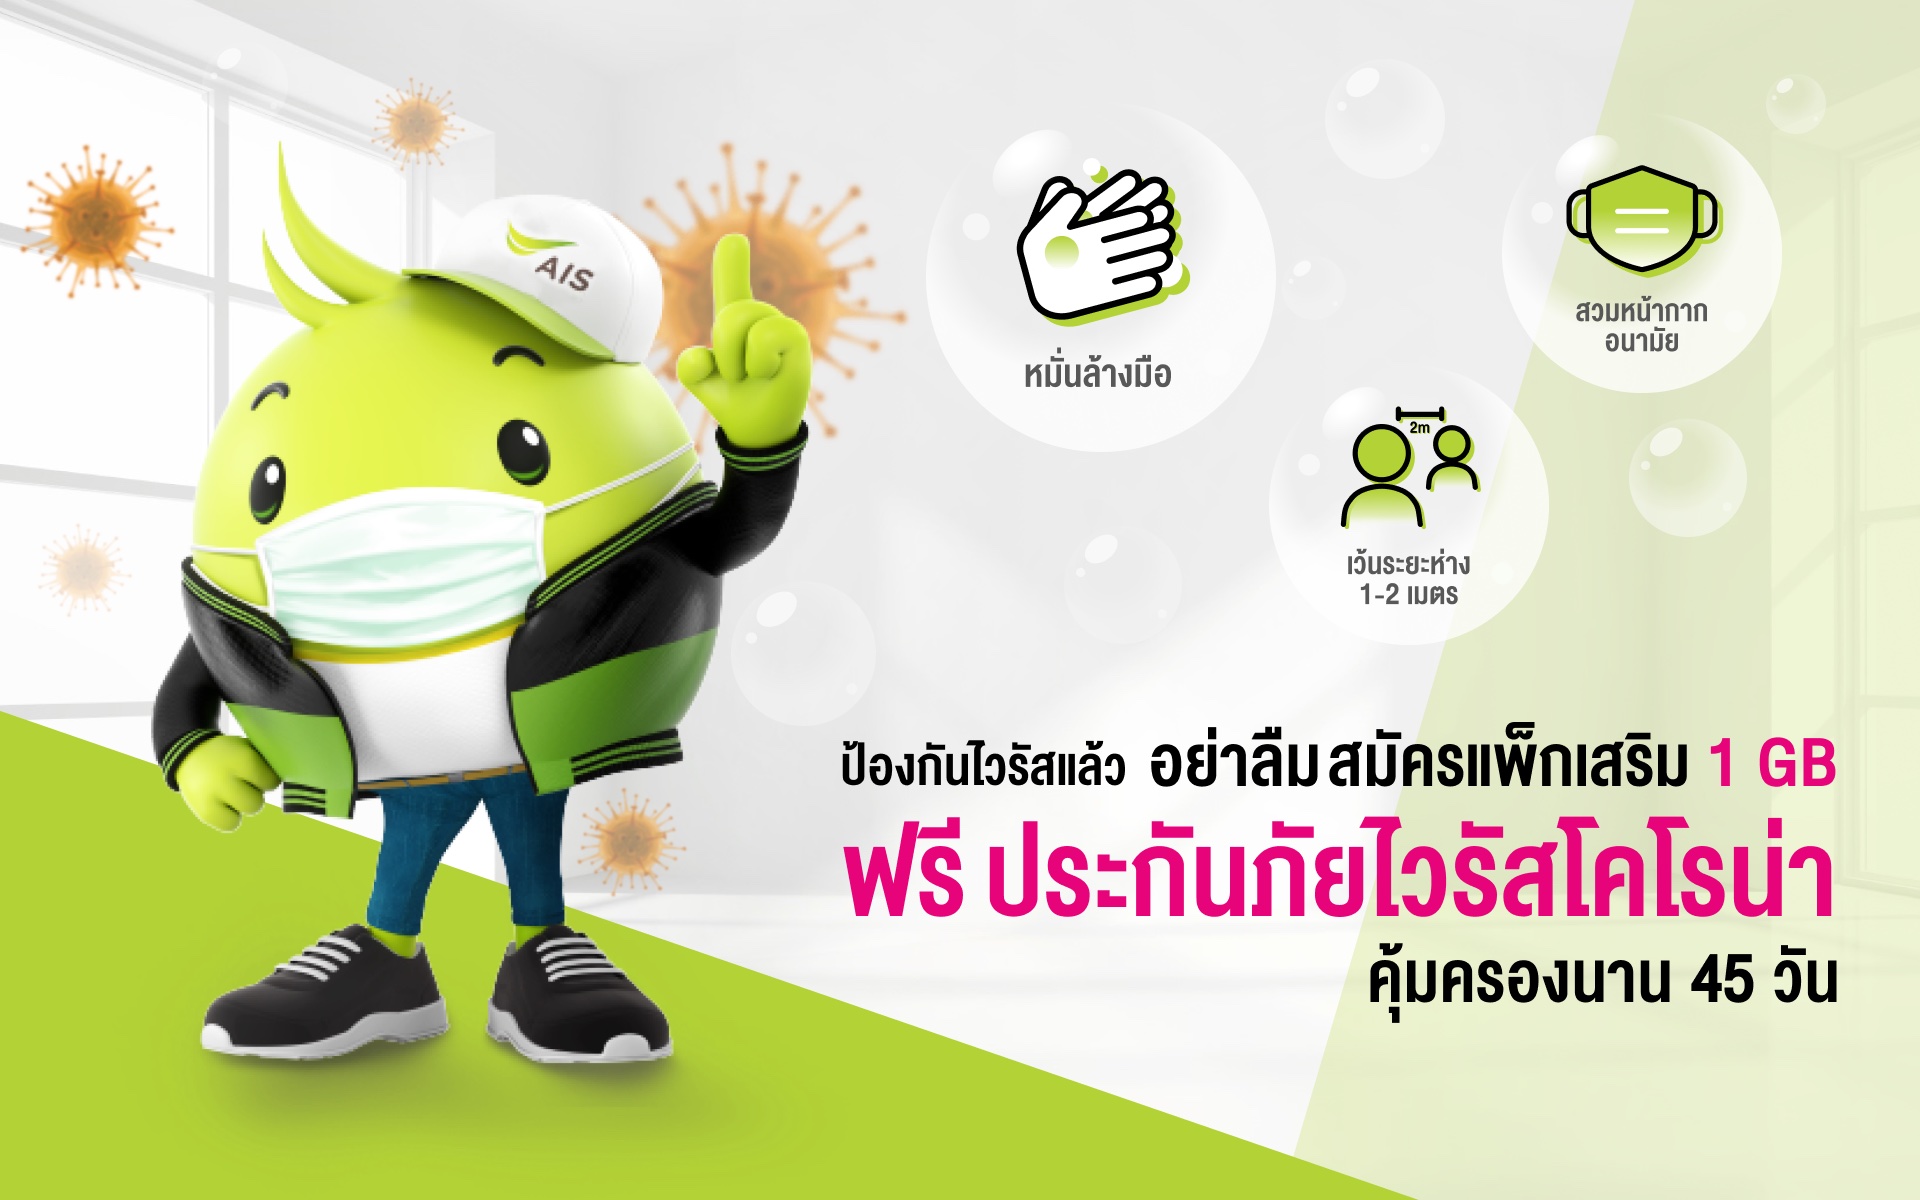 AIS
หมั่นล้างมือ
สวมหน้ากาก
อนามัย
2m
เว้นระยะห่าง
1-2 เมตร
ป้องกันไวรัสแล้ว อย่าลืมสมัครแพ็กเสริม 1 GB
ฟรี ประกันภัยไวรัสโคโรน่า
คุ้มครองนาน 45 วัน